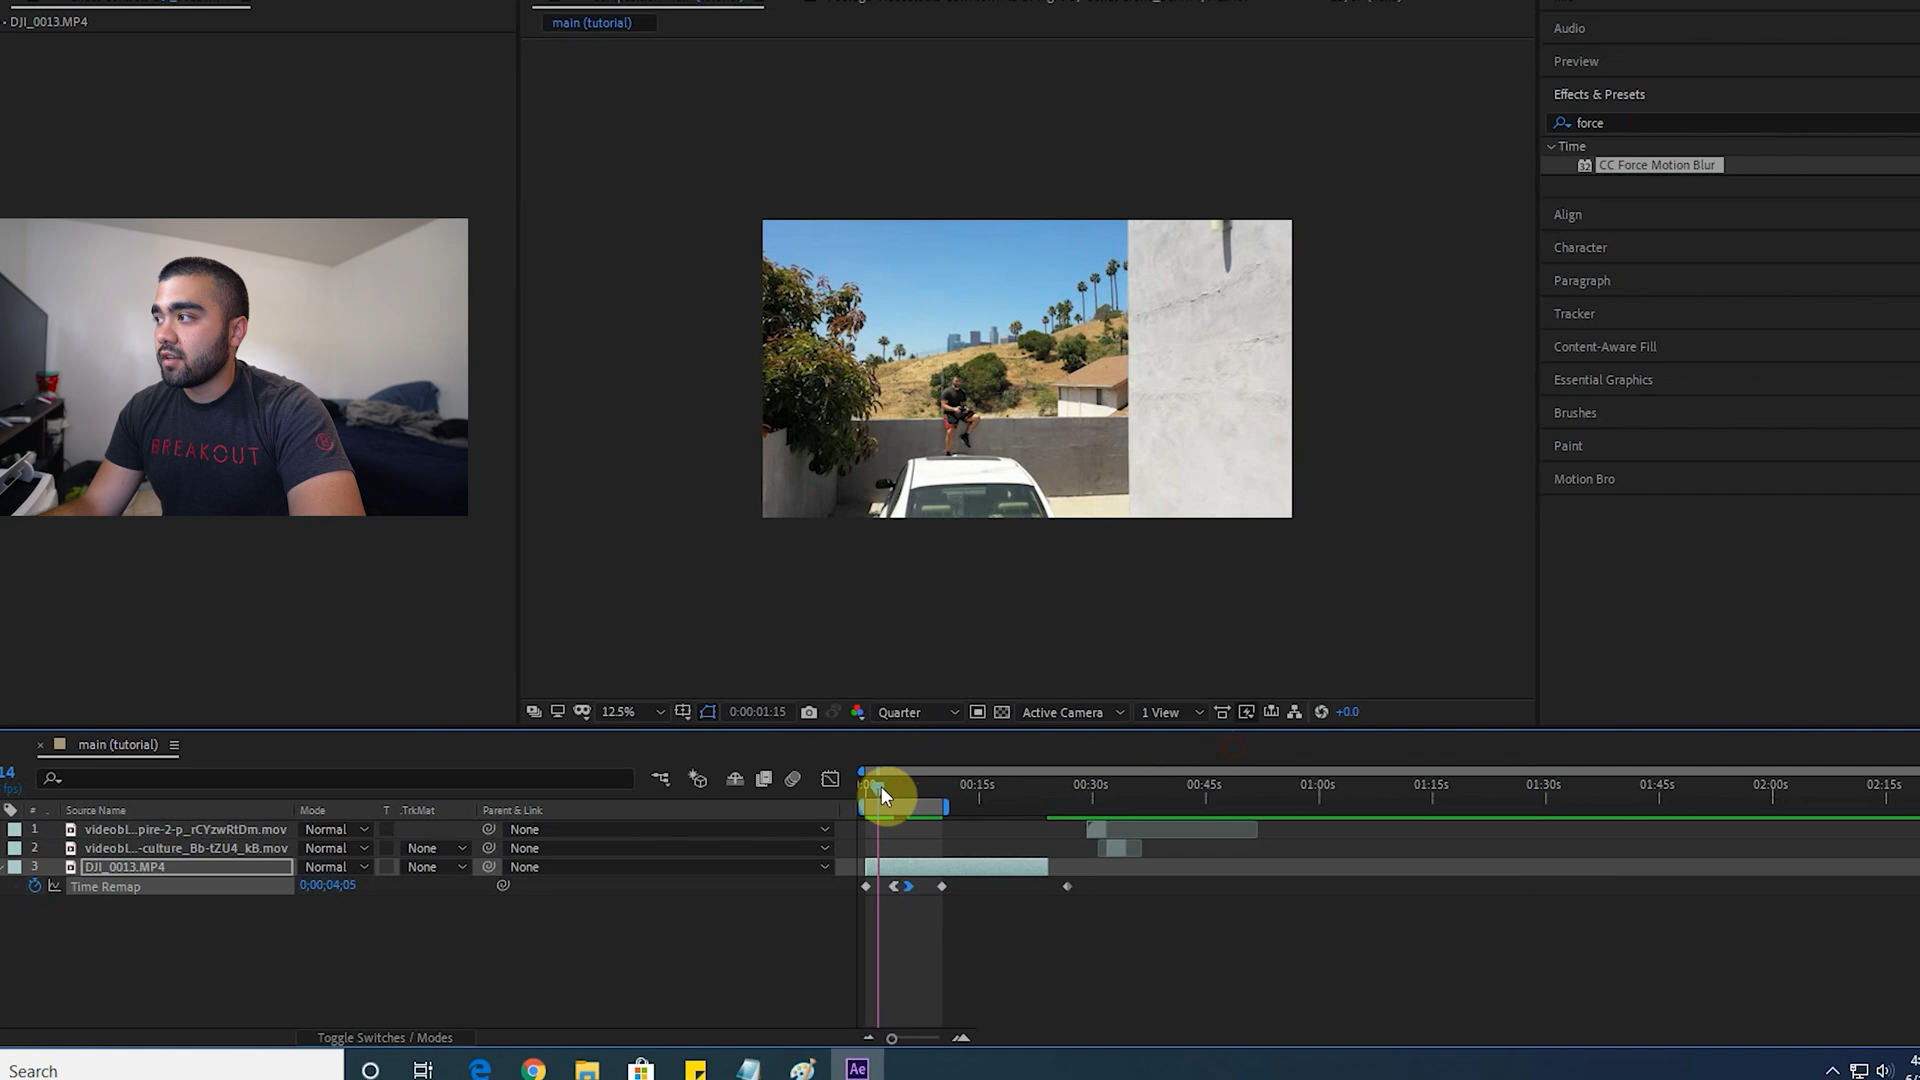 DJI_0013.MP4
main (tutorial)
Audio
Preview
Effects & Presets
force
Time
32 CC Force Motion Blur
Align
Character
Paragraph
Tracker
Content-Aware Fill
Essential Graphics
Brushes
Paint
Motion Bro
BREAKOUT
12.5%
0:00:01:15
Quarter
Active Camera
1 View
+0.0
main (tutorial)
14
fps)
00:15s
00:30s
00:45s
01:00s
01:15s
01:30s
01:45s
02:00s
02:15s
# Source Name Mode T .TrkMat Parent & Link
1 videobl...pire-2-p_rCYzwRtDm.mov Normal None
2 videobl...-culture_Bb-tZU4_kB.mov Normal None None
3 DJI_0013.MP4 Normal None None
Time Remap 0;00;04;05
Toggle Switches / Modes
Search
Ae